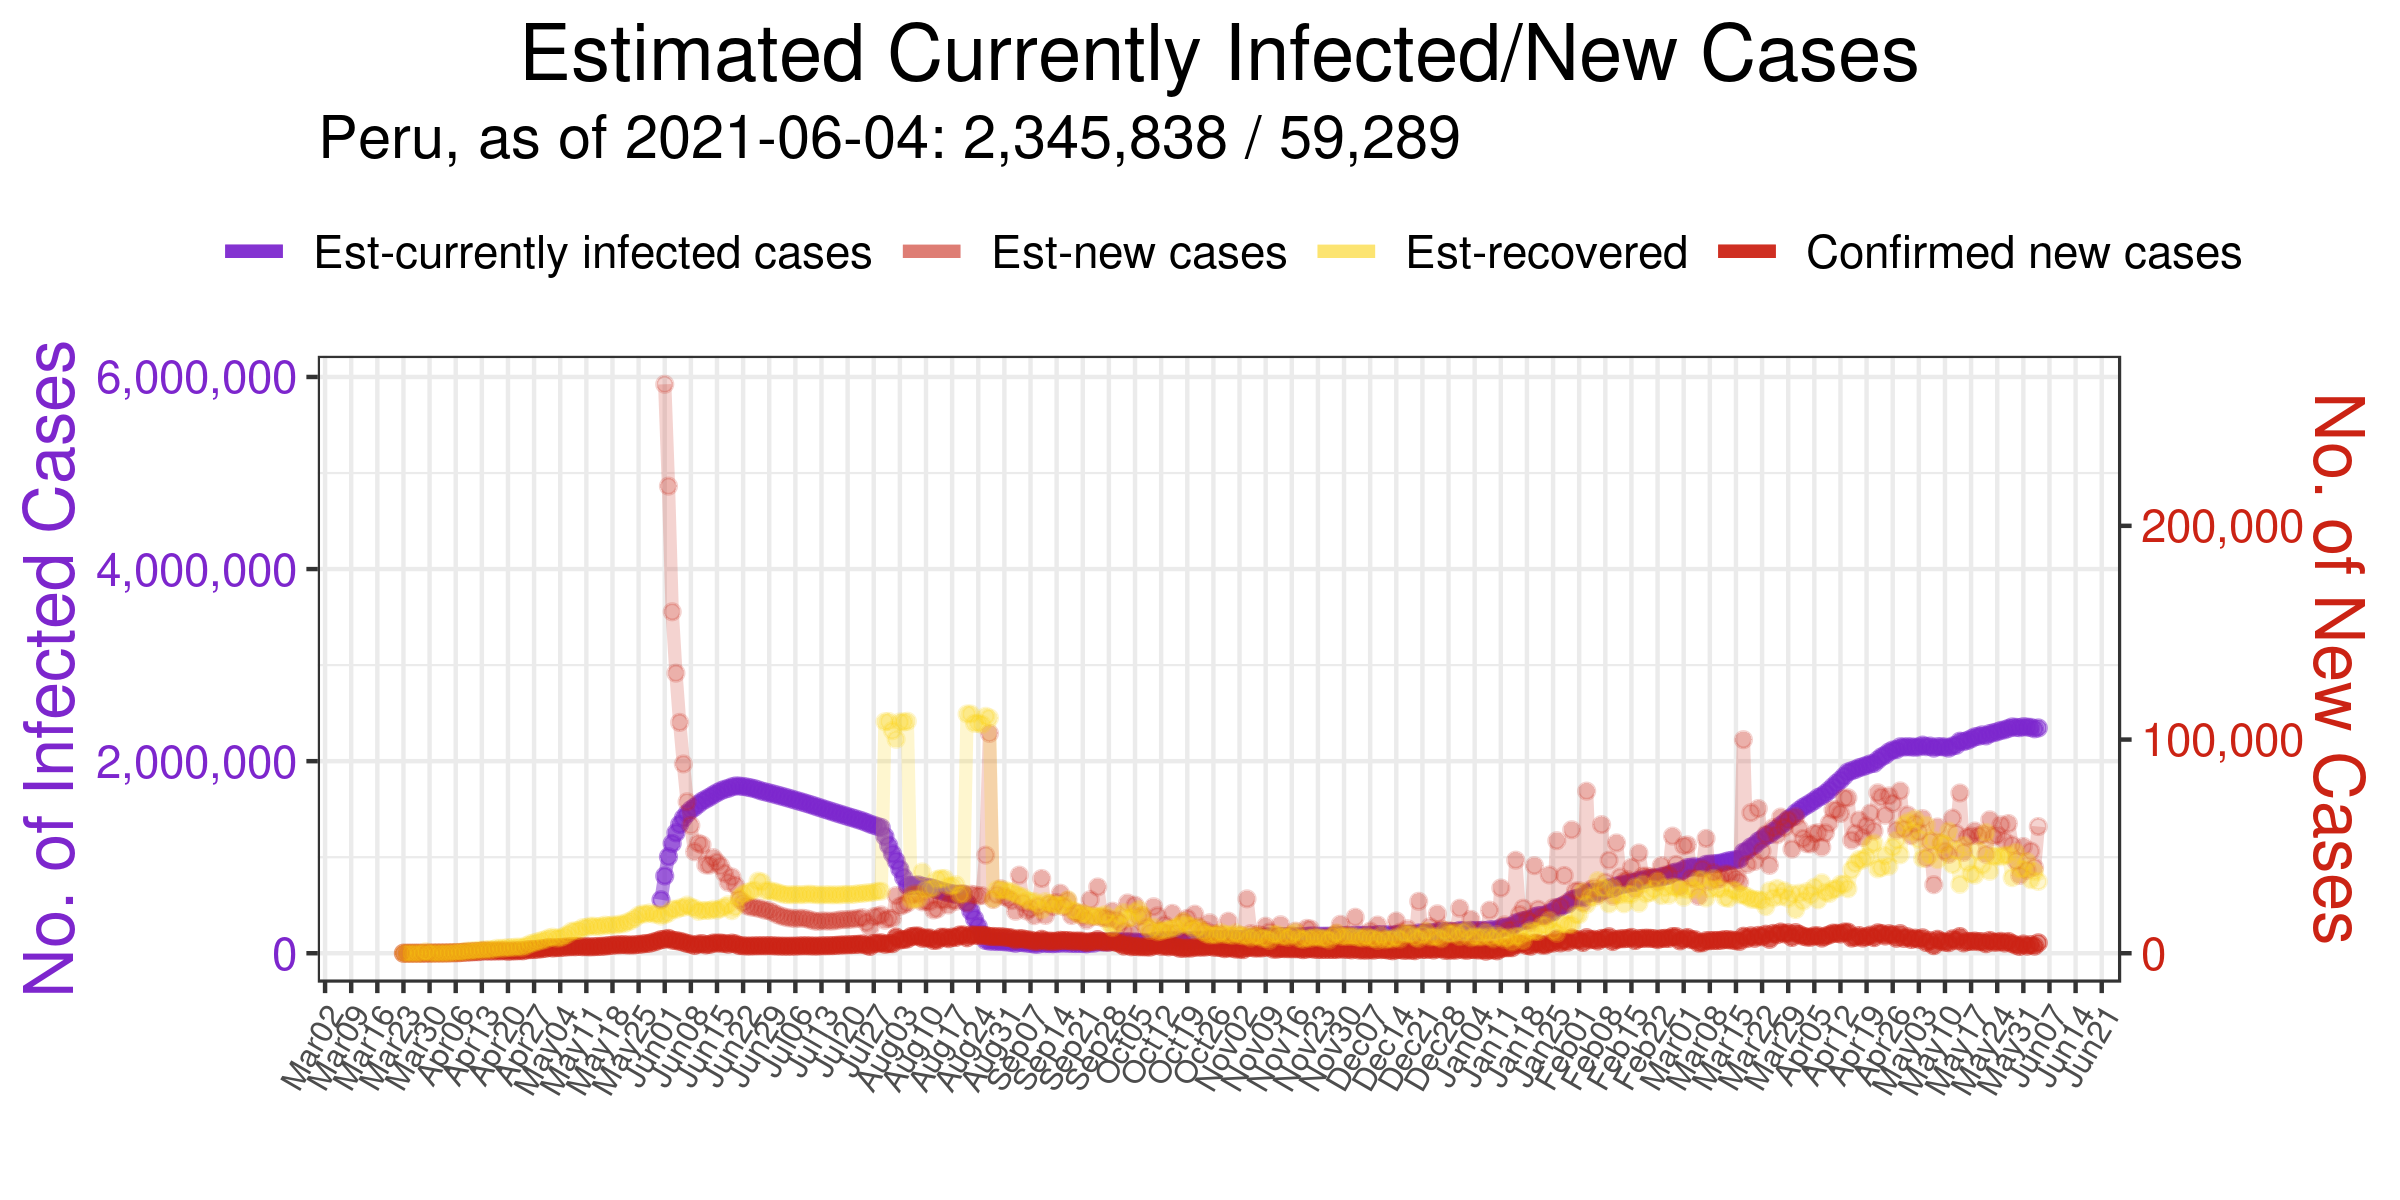 Estimated Currently Infected/New Cases
Peru, as of 2021-06-04: 2,345,838 / 59,289
Est-currently infected cases Est-new cases Est-recovered Confirmed new cases
No. of Infected Cases
6,000,000
4,000,000
2,000,000
0
200,000
100,000
0
No. of New Cases
Mar02 Mar09 Mar16 Mar23 Mar30 Apr06 Apr13 Apr20 Apr27 May04 May11 May18 May25 Jun01 Jun08 Jun15 Jun22 Jun29 Jul06 Jul13 Jul20 Jul27 Aug03 Aug10 Aug17 Aug24 Aug31 Sep07 Sep14 Sep21 Sep28 Oct05 Oct12 Oct19 Oct26 Nov02 Nov09 Nov16 Nov23 Nov30 Dec07 Dec14 Dec21 Dec28 Jan04 Jan11 Jan18 Jan25 Feb01 Feb08 Feb15 Feb22 Mar01 Mar08 Mar15 Mar22 Mar29 Apr05 Apr12 Apr19 Apr26 May03 May10 May17 May24 May31 Jun07 Jun14 Jun21